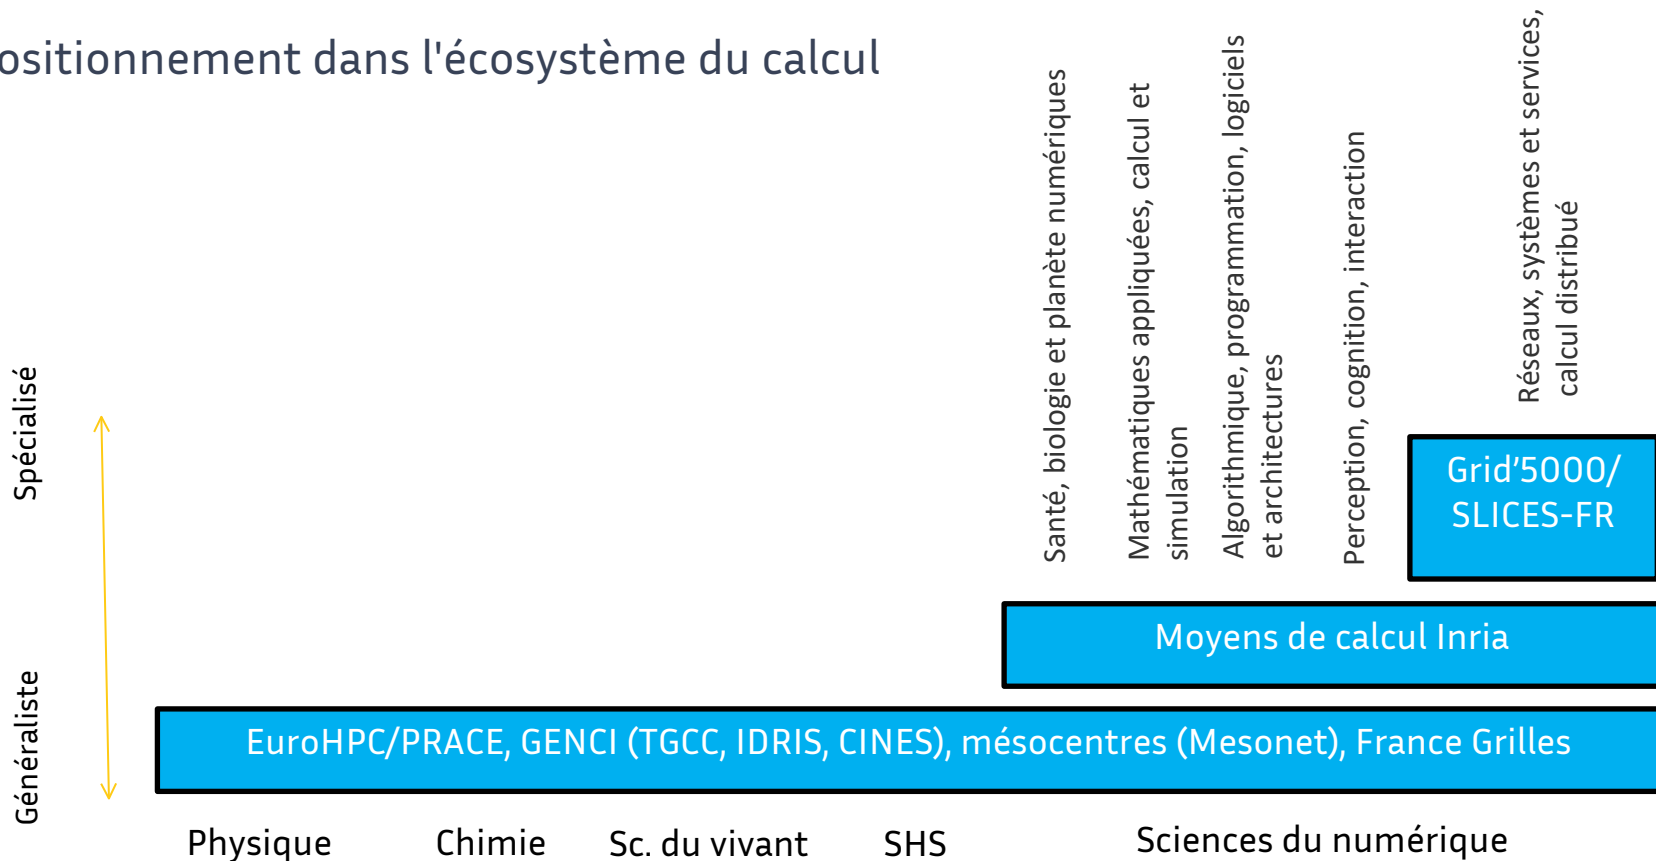 ositionnement dans l'écosystème du calcul
Santé, biologie et planète numériques
Mathématiques appliquées, calcul et
simulation
Algorithmique, programmation, logiciels
et architectures
Perception, cognition, interaction
Réseaux, systèmes et services,
calcul distribué
Spécialisé
Généraliste
Grid’5000/
SLICES-FR
Moyens de calcul Inria
EuroHPC/PRACE, GENCI (TGCC, IDRIS, CINES), mésocentres (Mesonet), France Grilles
Physique
Chimie
Sc. du vivant
SHS
Sciences du numérique